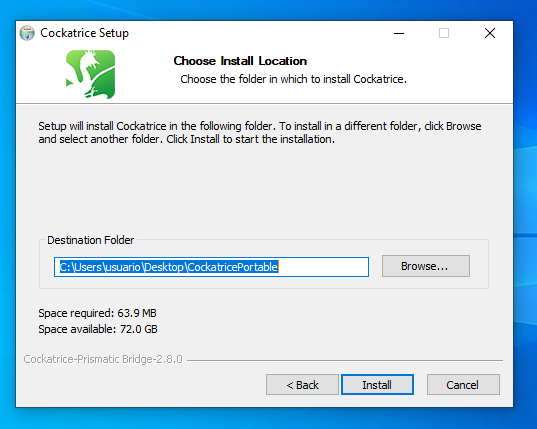 Cockatrice Setup
Choose Install Location
Choose the folder in which to install Cockatrice.
Setup will install Cockatrice in the following folder. To install in a different folder, click Browse
and select another folder. Click Install to start the installation.
Destination Folder
C:\Users\usuario\Desktop\CockatricePortable
Browse...
Space required: 63.9 MB
Space available: 72.0 GB
Cockatrice-Prismatic Bridge-2.8.0
< Back
Install
Cancel